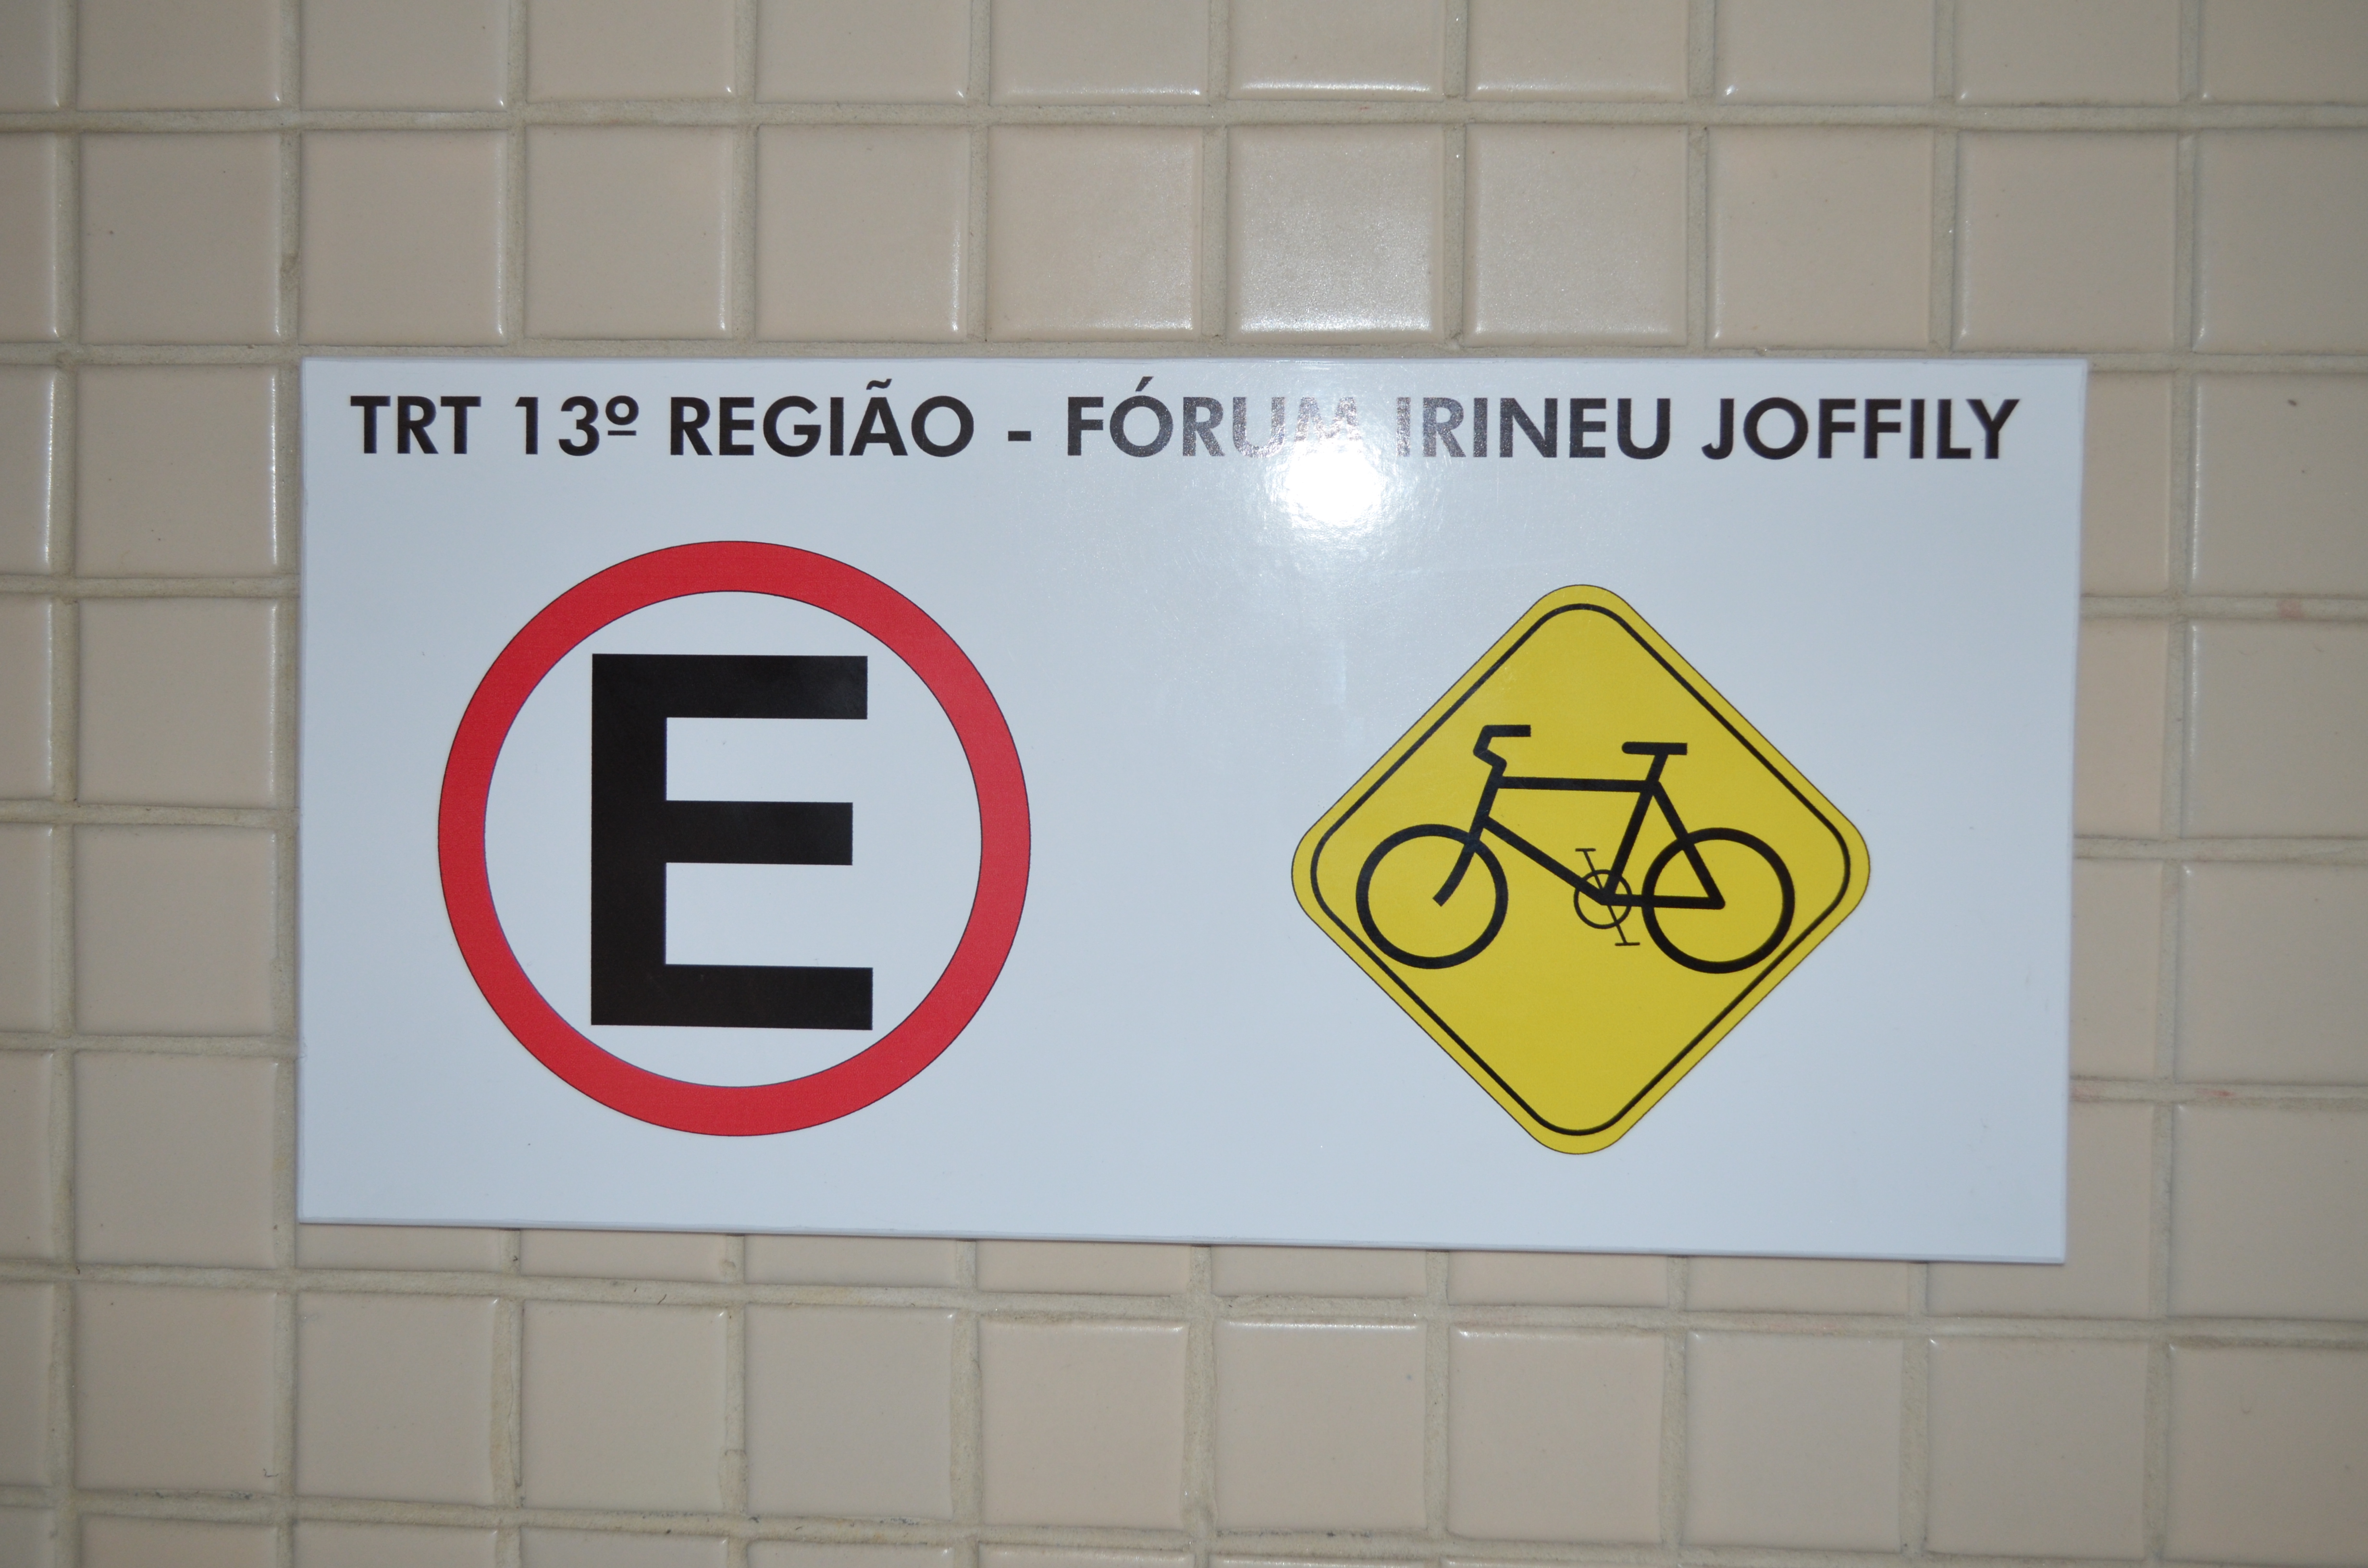 TRT 13º REGIÃO - FÓRUM IRINEU JOFFILY
E